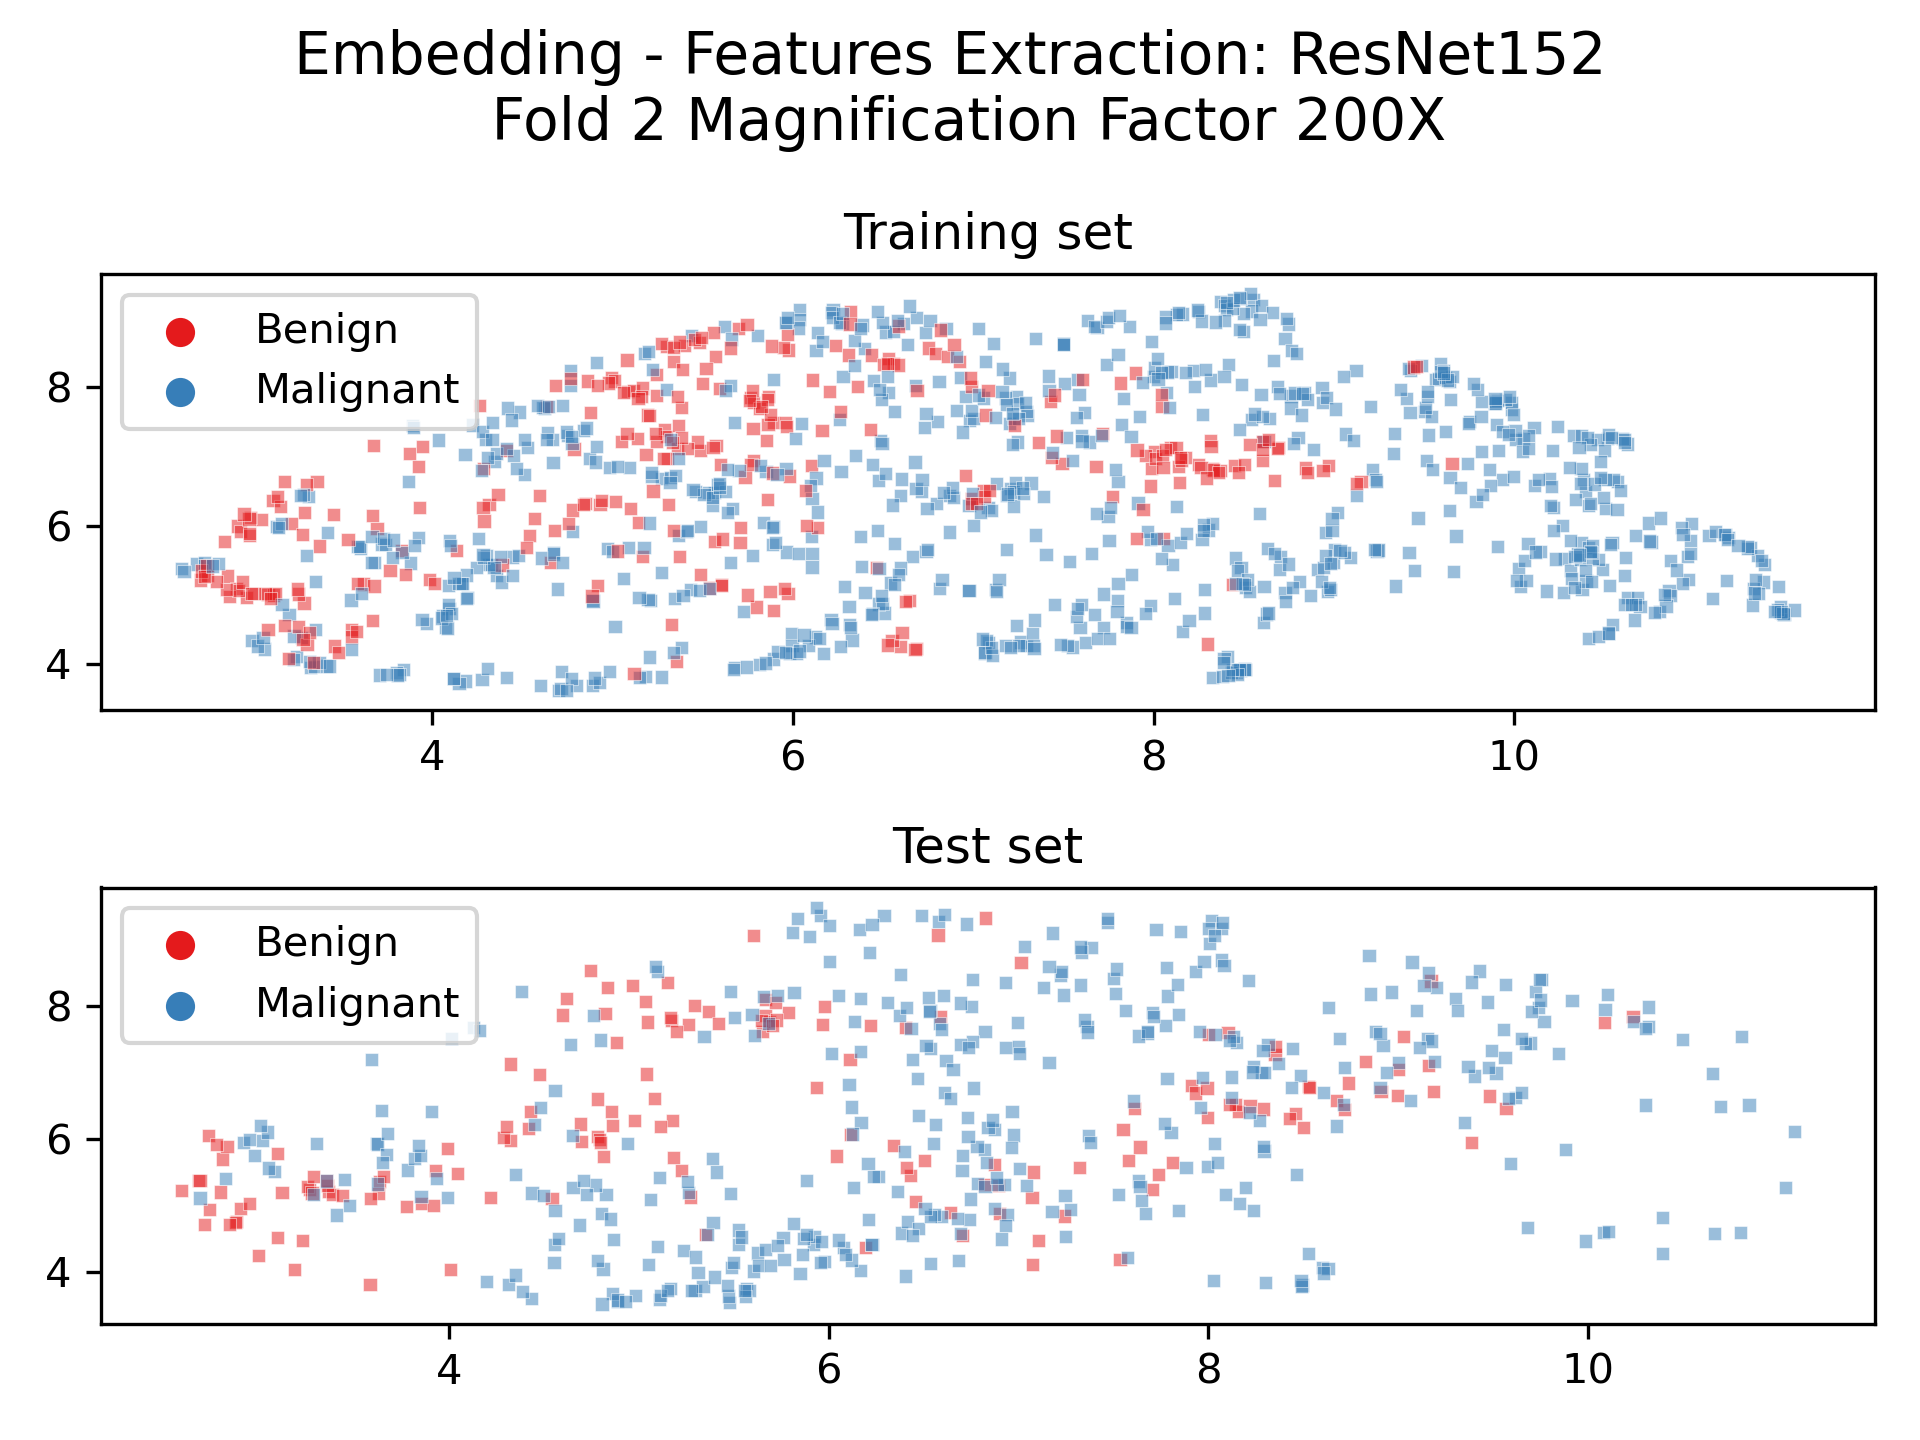 Embedding - Features Extraction: ResNet152
Fold 2 Magnification Factor 200X
Training set
Benign
Malignant
8
6
4
4 6 8 10
Test set
Benign
Malignant
8
6
4
4 6 8 10